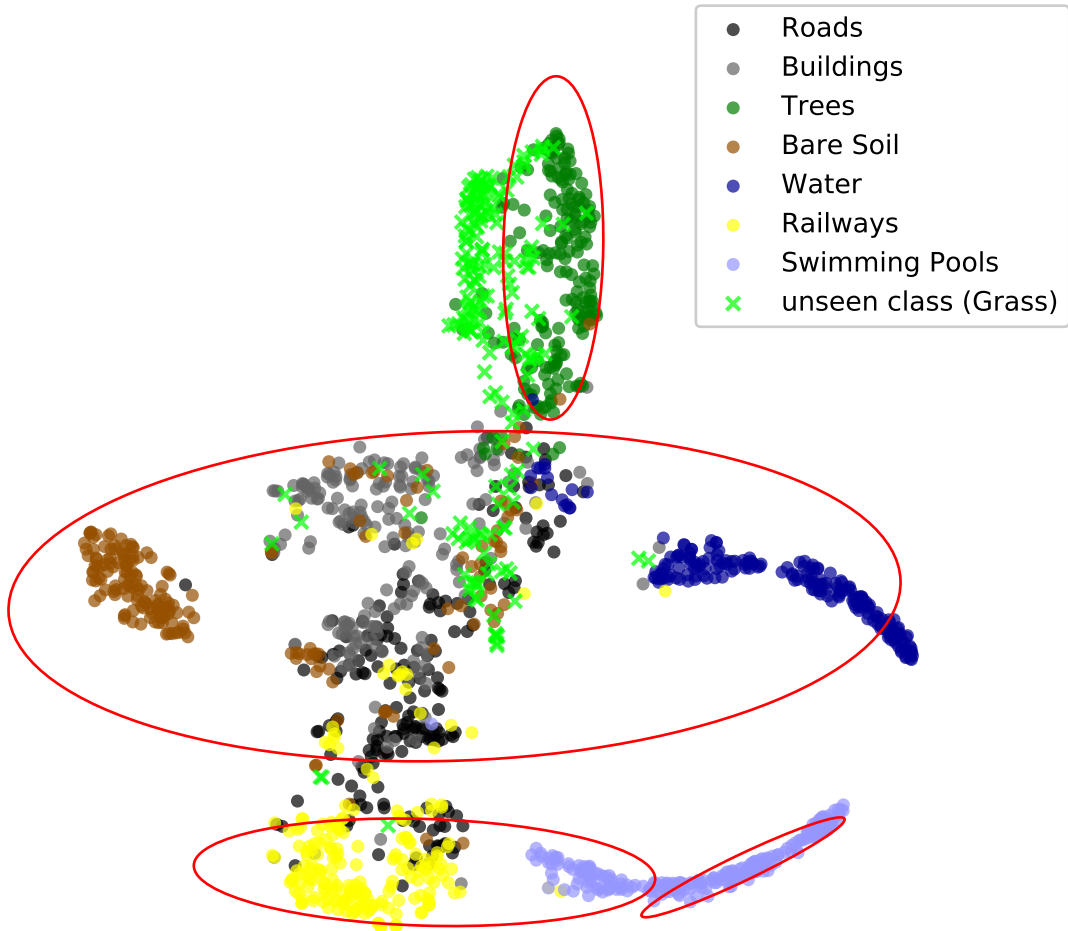 Roads
Buildings
Trees
Bare Soil
Water
Railways
Swimming Pools
unseen class (Grass)